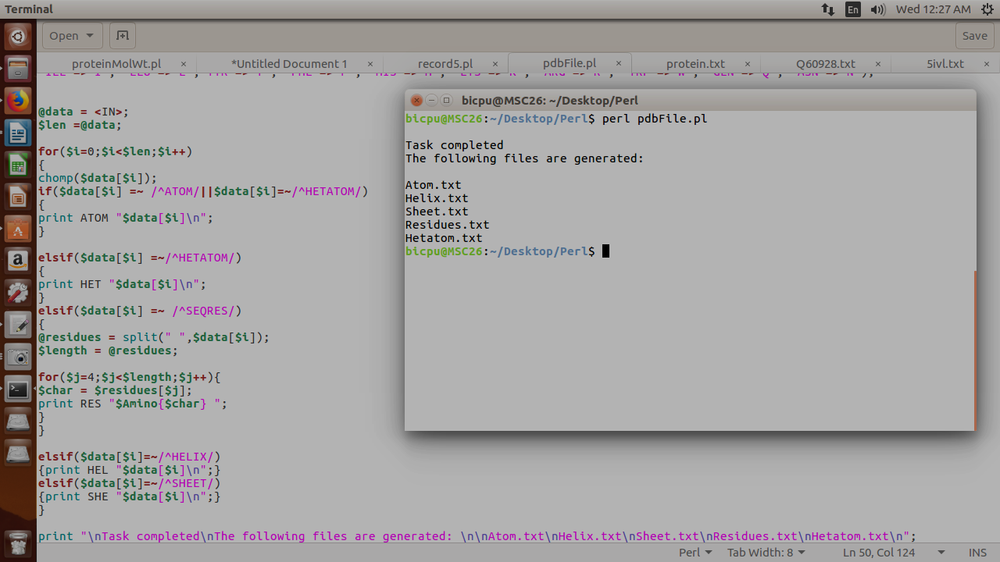 Terminal
En
Wed 12:27 AM
Open
Save
proteinMolWt.pl ×
*Untitled Document 1 ×
record5.pl ×
pdbFile.pl ×
protein.txt ×
Q60928.txt ×
5ivl.txt ×
@data = <IN>;
$len =@data;
for($i=0;$i<$len;$i++)
{
chomp($data[$i]);
if($data[$i] =~ /^ATOM/||$data[$i]=~/^HETATOM/)
{
print ATOM "$data[$i]\n";
}
elsif($data[$i] =~/^HETATOM/)
{
print HET "$data[$i]\n";
}
elsif($data[$i] =~ /^SEQRES/)
{
@residues = split(" ",$data[$i]);
$length = @residues;
for($j=4;$j<$length;$j++){
$char = $residues[$j];
print RES "$Amino{$char} ";
}
}
elsif($data[$i]=~/^HELIX/)
{print HEL "$data[$i]\n";}
elsif($data[$i]=~/^SHEET/)
{print SHE "$data[$i]\n";}
}
print "\nTask completed\nThe following files are generated: \n\nAtom.txt\nHelix.txt\nSheet.txt\nResidues.txt\nHetatom.txt\n";
bicpu@MSC26: ~/Desktop/Perl
bicpu@MSC26:~/Desktop/Perl$ perl pdbFile.pl
Task completed
The following files are generated:
Atom.txt
Helix.txt
Sheet.txt
Residues.txt
Hetatom.txt
bicpu@MSC26:~/Desktop/Perl$
Perl
Tab Width: 8
Ln 50, Col 124
INS